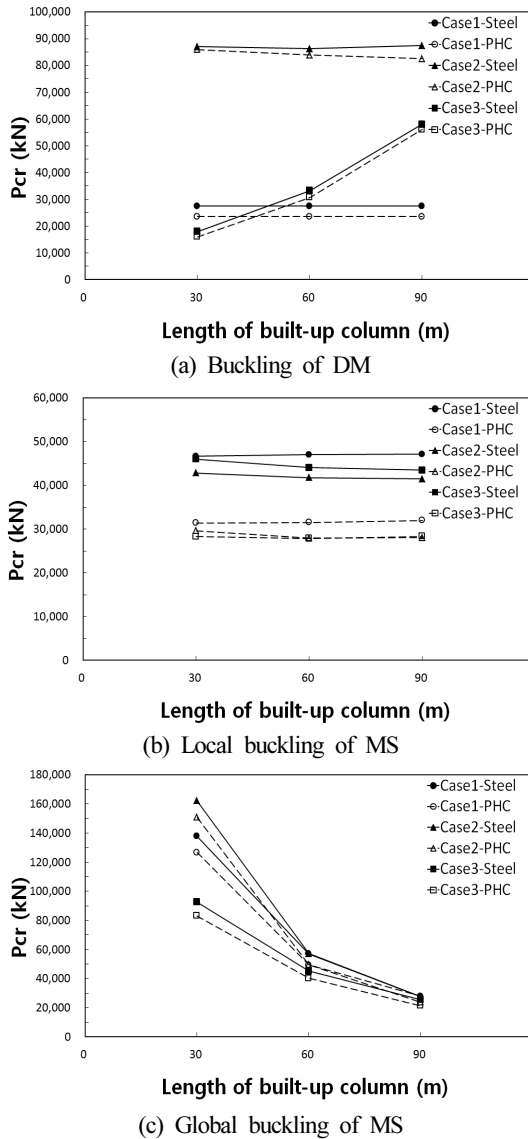 100,000
90,000
80,000
70,000
60,000
50,000
40,000
30,000
20,000
10,000
0
Pcr (kN)
Case1-Steel
Case1-PHC
Case2-Steel
Case2-PHC
Case3-Steel
Case3-PHC
0 30 60 90
Length of built-up column (m)
(a) Buckling of DM
60,000
50,000
40,000
30,000
20,000
10,000
0
Pcr (kN)
Case1-Steel
Case1-PHC
Case2-Steel
Case2-PHC
Case3-Steel
Case3-PHC
0 30 60 90
Length of built-up column (m)
(b) Local buckling of MS
180,000
160,000
140,000
120,000
100,000
80,000
60,000
40,000
20,000
0
Pcr (kN)
Case1-Steel
Case1-PHC
Case2-Steel
Case2-PHC
Case3-Steel
Case3-PHC
0 30 60 90
Length of built-up column (m)
(c) Global buckling of MS